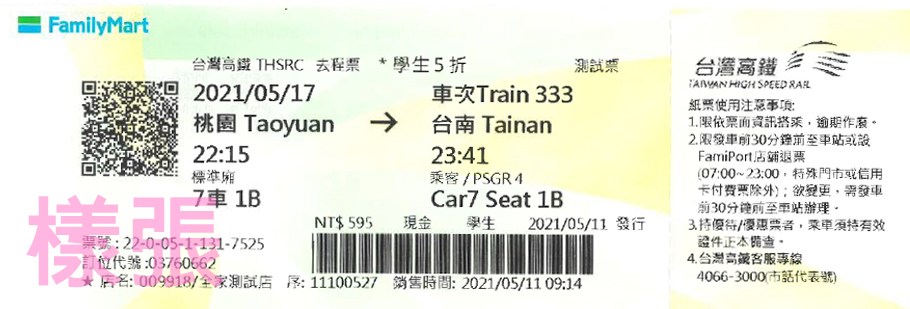 FamilyMart
台灣高鐵 THSRC 去程票 *學生5折 測試票
2021/05/17 車次Train 333
桃園 Taoyuan → 台南 Tainan
22:15 23:41
標準廂 乘客 / PSGR 4
7車 1B Car7 Seat 1B
NT$ 595 現金 學生 2021/05/11 發行
樣張
票號 : 22-0-05-1-131-7525
訂位代號 :03760662
★ 店名: 009918/全家測試店 序: 11100527 銷售時間: 2021/05/11 09:14
台灣高鐵
TAIWAN HIGH SPEED RAIL
紙票使用注意事項:
1.限依票面資訊搭乘，逾期作廢。
2.限發車前30分鐘前至車站或設
FamiPort店舖退票
(07:00~23:00，特殊門市或信用
卡付費票除外)；欲變更，需發車
前30分鐘前至車站辦理。
3.持優待/優惠票者，乘車須持有效
證件正本備查。
4.台灣高鐵客服專線
4066-3000(市話代表號)